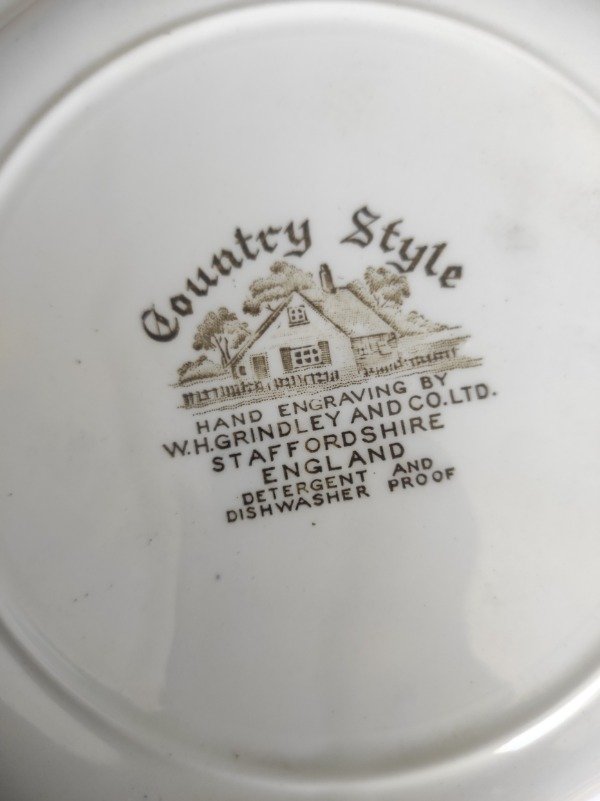 Country Style
HAND ENGRAVING BY
W.H.GRINDLEY AND CO.LTD.
STAFFORDSHIRE
ENGLAND
DETERGENT AND
DISHWASHER PROOF